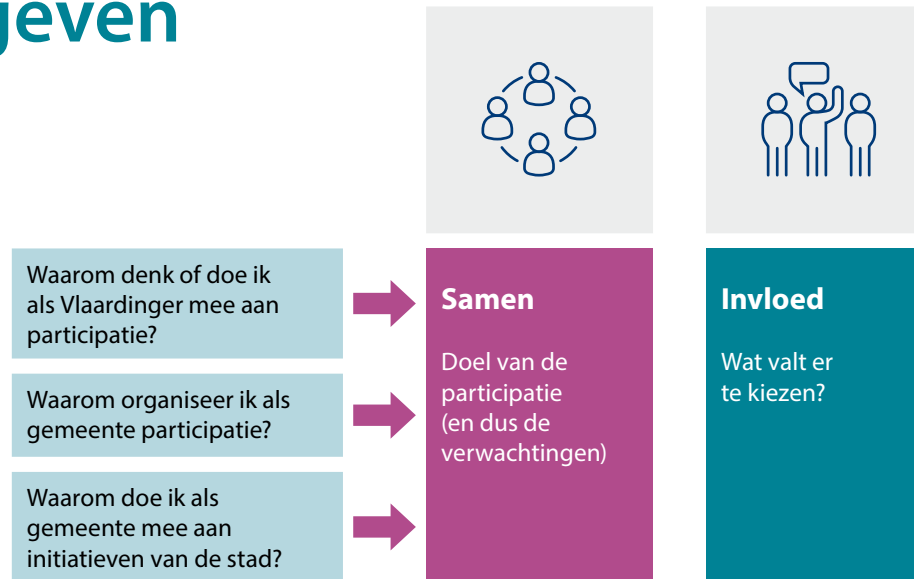 geven
Waarom denk of doe ik
als Vlaardinger mee aan
participatie?
Waarom organiseer ik als
gemeente participatie?
Waarom doe ik als
gemeente mee aan
initiatieven van de stad?
Samen
Doel van de
participatie
(en dus de
verwachtingen)
Invloed
Wat valt er
te kiezen?